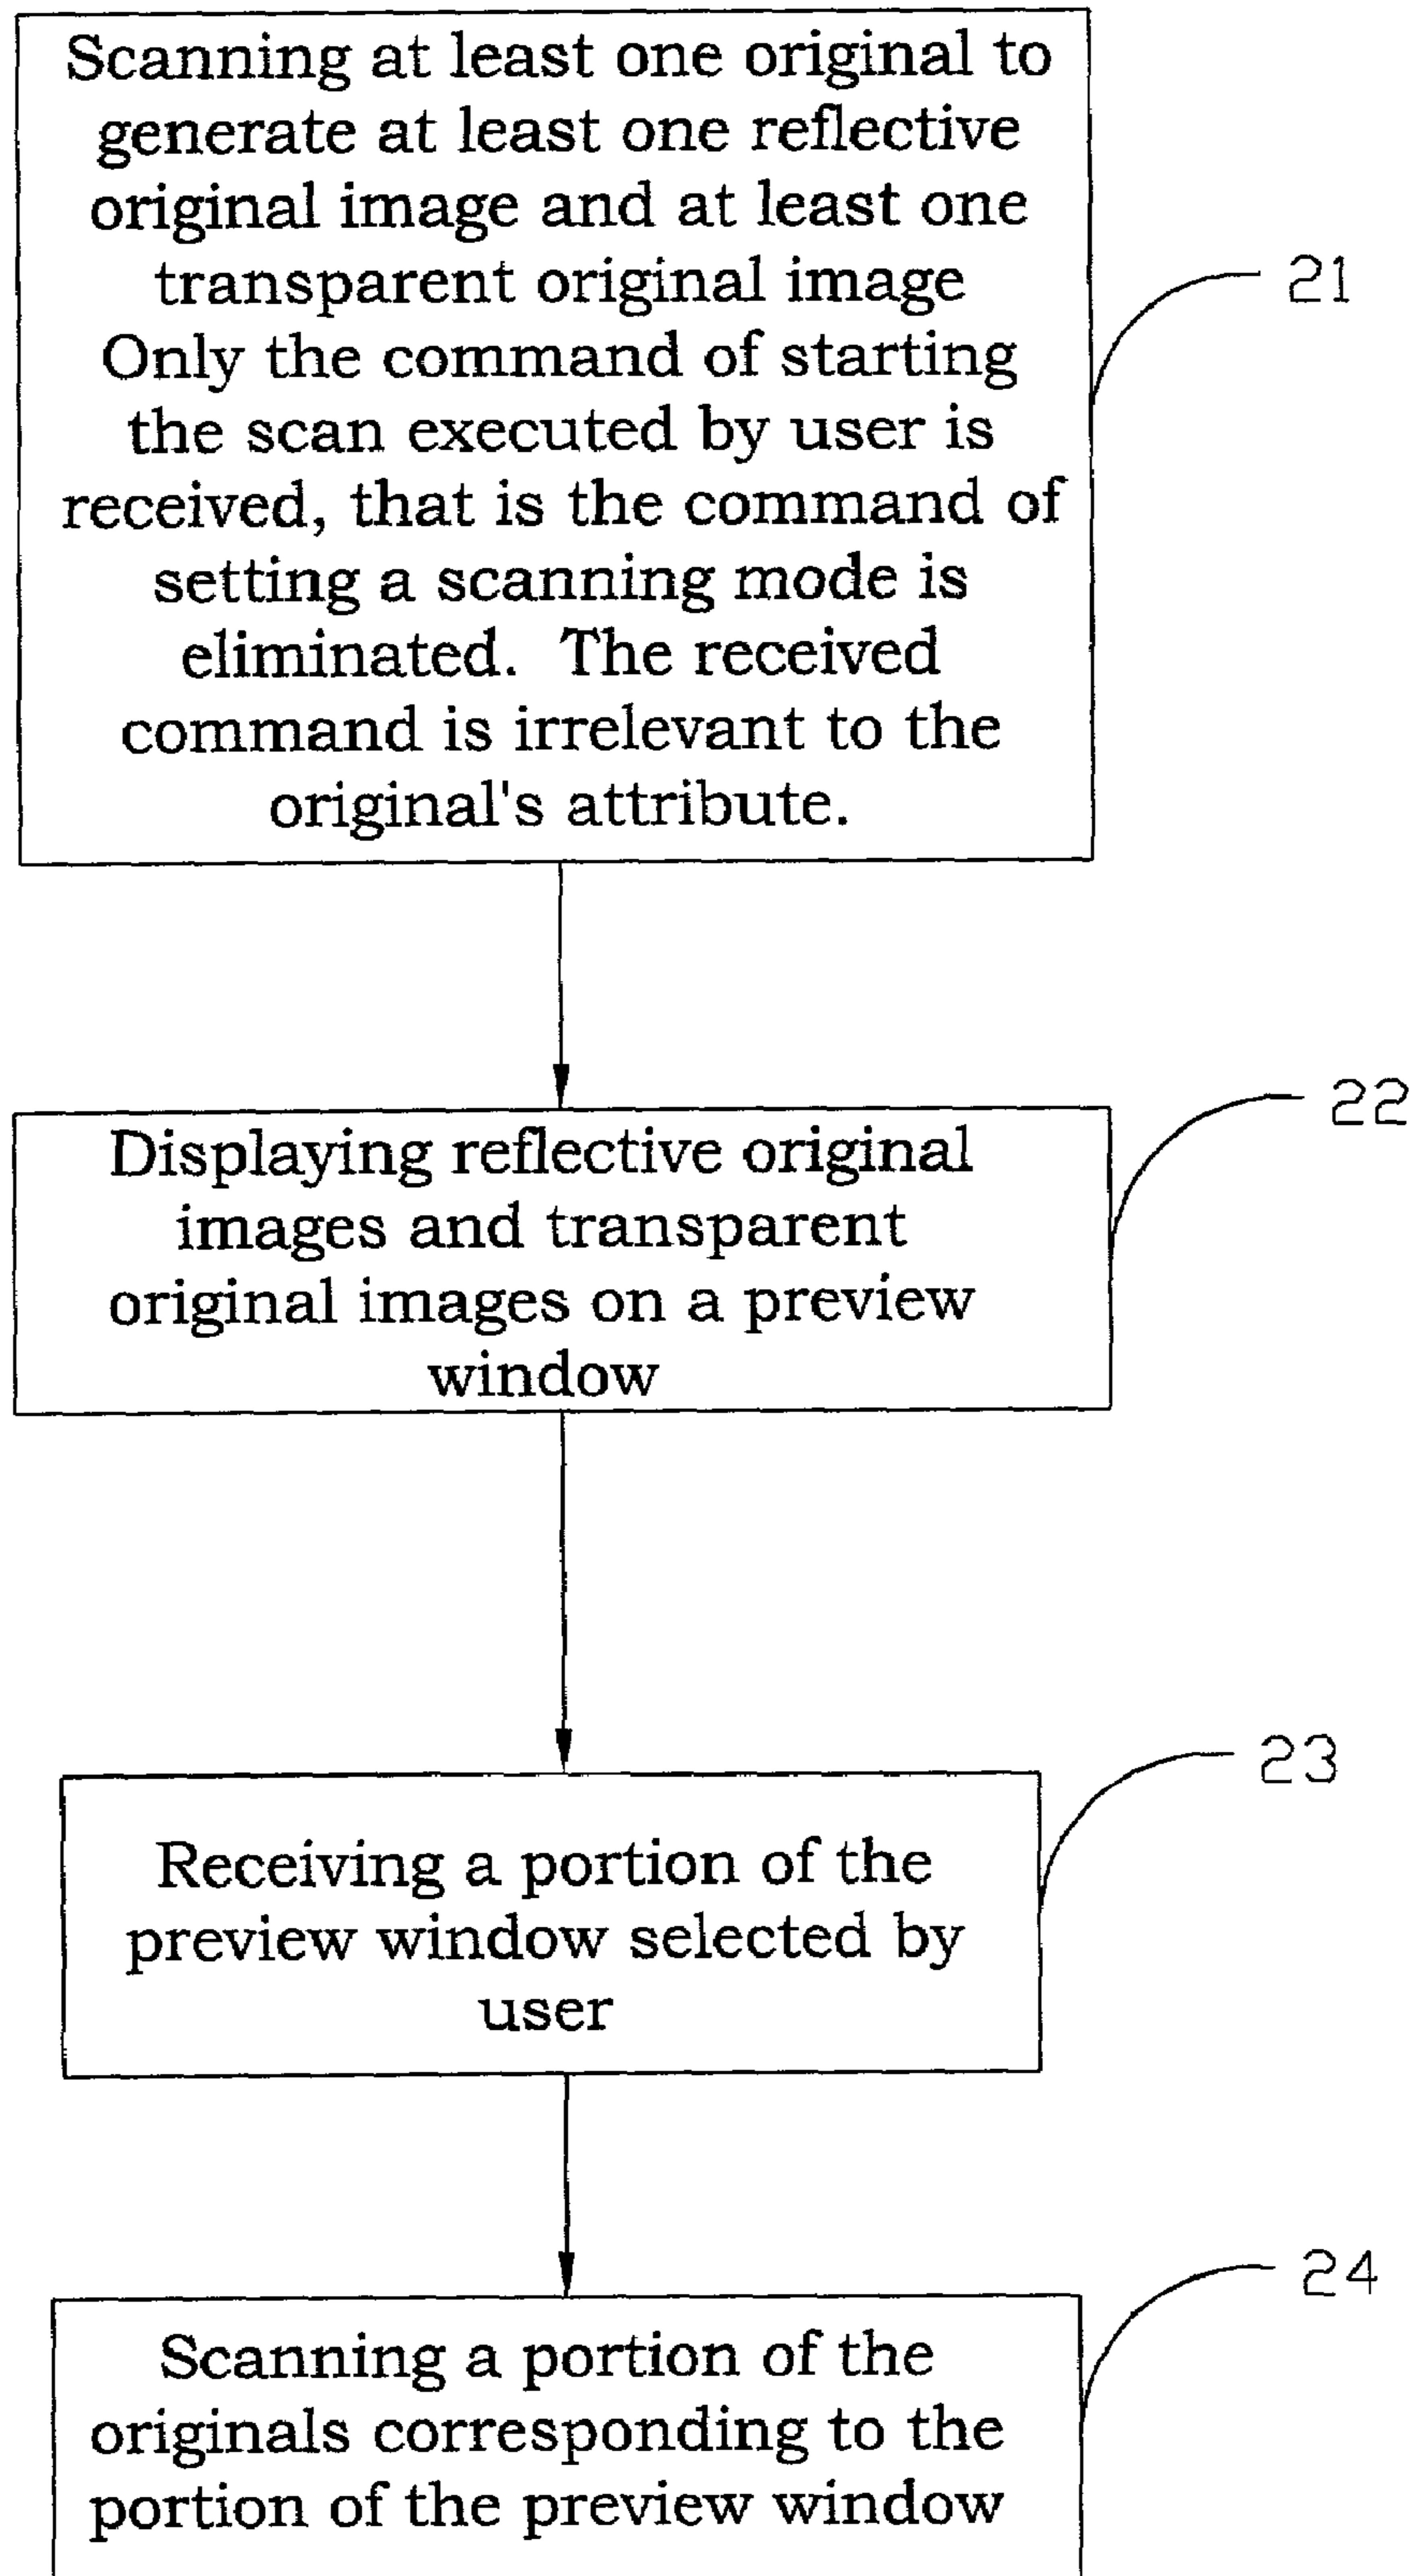 Scanning at least one original to
generate at least one reflective
original image and at least one
transparent original image
Only the command of starting
the scan executed by user is
received, that is the command of
setting a scanning mode is
eliminated. The received
command is irrelevant to the
original's attribute.
21
Displaying reflective original
images and transparent
original images on a preview
window
22
Receiving a portion of the
preview window selected by
user
23
Scanning a portion of the
originals corresponding to the
portion of the preview window
24